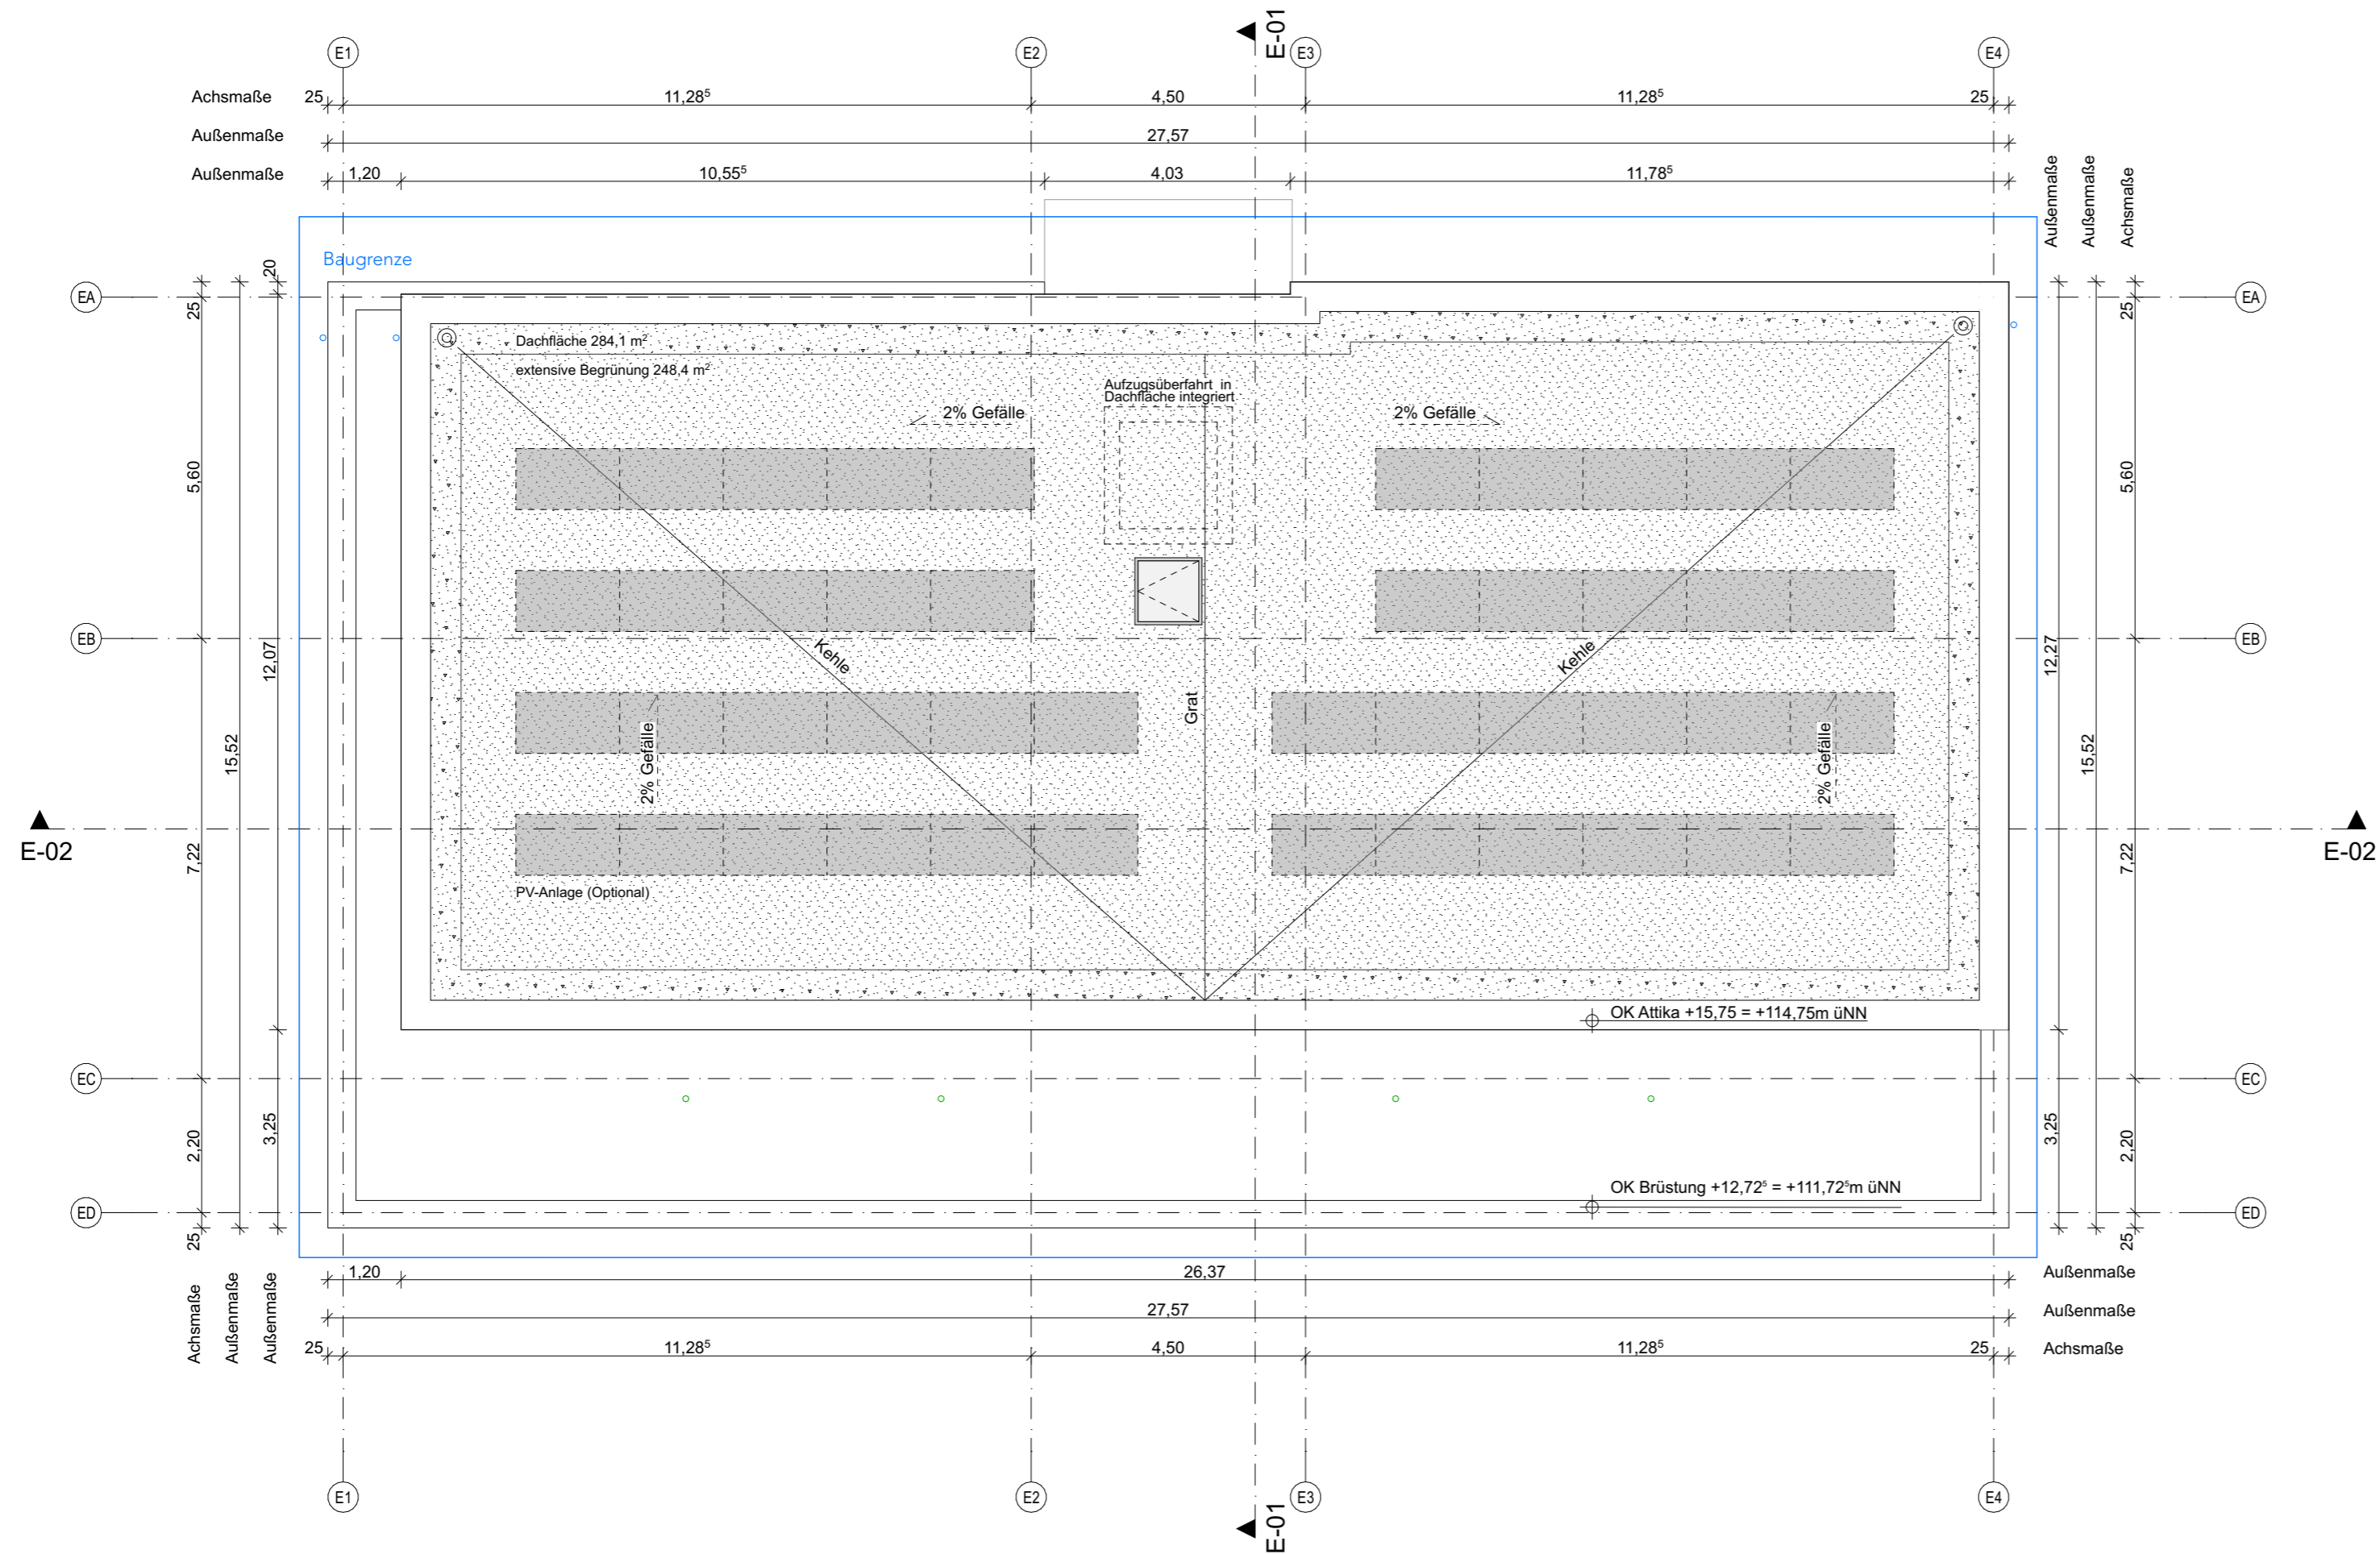 E-01
E1
E2
E3
E4
Achsmaße 25 11,28⁵ 4,50 11,28⁵ 25
Außenmaße 27,57
Außenmaße 1,20 10,55⁵ 4,03 11,78⁵
Außenmaße
Außenmaße
Achsmaße
Baugrenze
20
EA
25
25
EA
Dachfläche 284,1 m²
extensive Begrünung 248,4 m²
Aufzugsüberfahrt in
Dachfläche integriert
2% Gefälle
2% Gefälle
5,60
5,60
EB
EB
12,07
12,27
Kehle
Kehle
Grat
2% Gefälle
2% Gefälle
15,52
15,52
E-02
7,22
7,22
E-02
PV-Anlage (Optional)
OK Attika +15,75 = +114,75m üNN
EC
EC
2,20
3,25
3,25
2,20
OK Brüstung +12,72⁵ = +111,72⁵m üNN
ED
ED
25
25
Achsmaße
Außenmaße
Außenmaße
1,20 26,37 Außenmaße
27,57 Außenmaße
25 11,28⁵ 4,50 11,28⁵ 25 Achsmaße
E1
E2
E3
E4
E-01